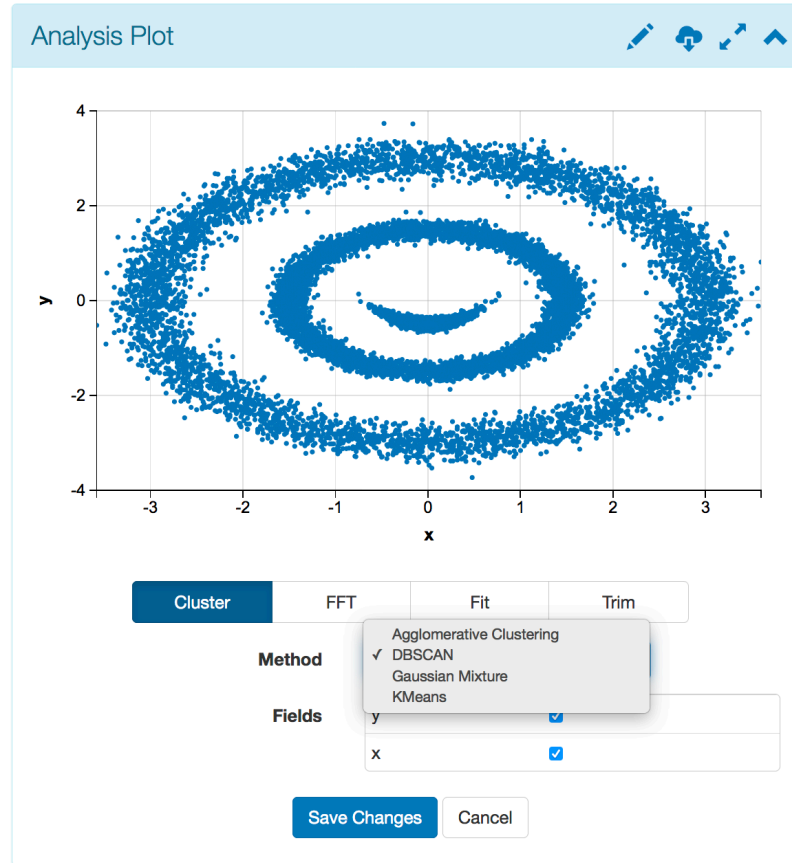 Analysis Plot
4
2
y
0
-2
-4
-3 -2 -1 0 1 2 3
x
Cluster FFT Fit Trim
Agglomerative Clustering
Method ✓ DBSCAN
Gaussian Mixture
KMeans
Fields y
x
Save Changes Cancel